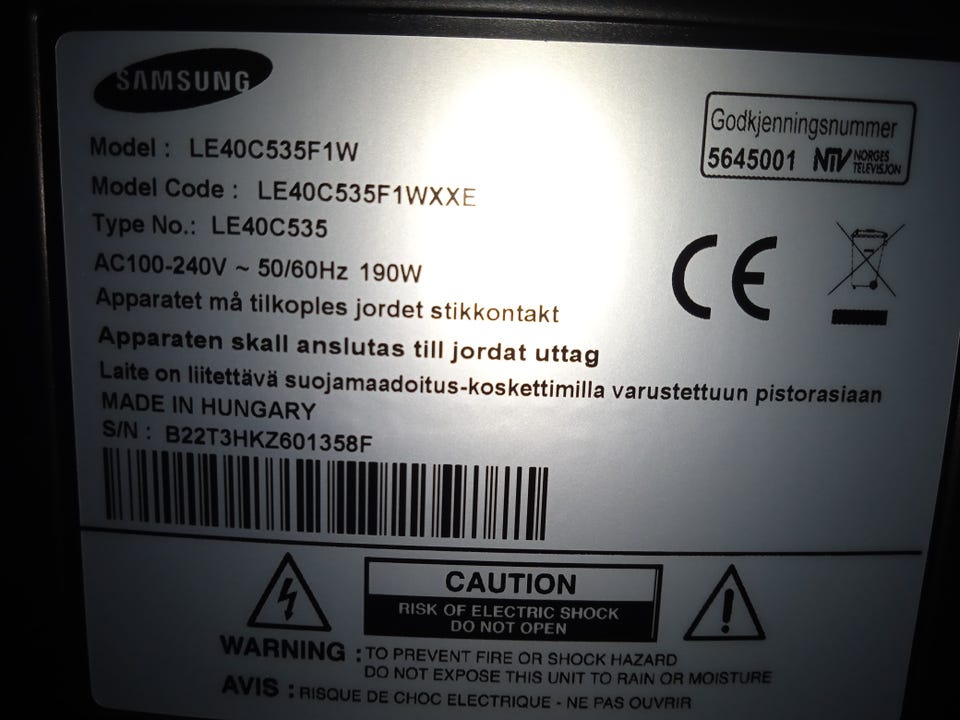 SAMSUNG
Model : LE40C535F1W
Model Code : LE40C535F1WXXE
Type No.: LE40C535
AC100-240V ~ 50/60Hz 190W
Apparatet må tilkoples jordet stikkontakt
Apparaten skall anslutas till jordat uttag
Laite on liitettävä suojamaadoitus-koskettimilla varustettuun pistorasiaan
MADE IN HUNGARY
S/N : B22T3HKZ601358F
Godkjenningsnummer
5645001 NTV NORGES
TELEVISJON
CE
CAUTION
RISK OF ELECTRIC SHOCK
DO NOT OPEN
WARNING : TO PREVENT FIRE OR SHOCK HAZARD
DO NOT EXPOSE THIS UNIT TO RAIN OR MOISTURE
AVIS : RISQUE DE CHOC ELECTRIQUE - NE PAS OUVRIR